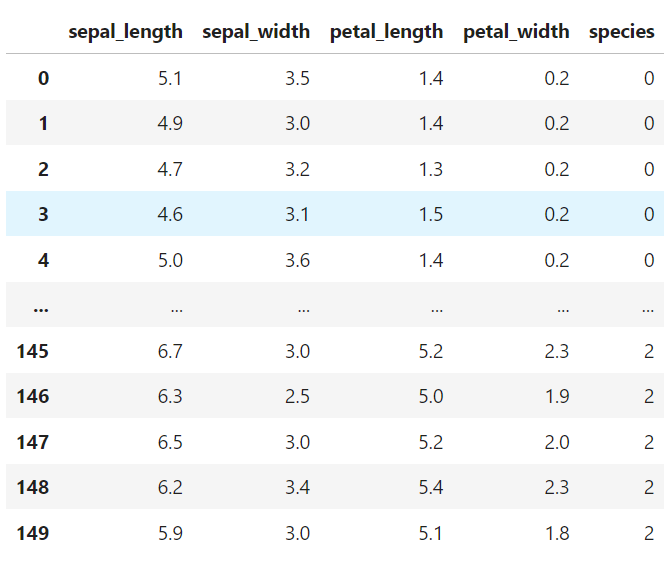 sepal_length sepal_width petal_length petal_width species
0 5.1 3.5 1.4 0.2 0
1 4.9 3.0 1.4 0.2 0
2 4.7 3.2 1.3 0.2 0
3 4.6 3.1 1.5 0.2 0
4 5.0 3.6 1.4 0.2 0
... ... ... ... ... ...
145 6.7 3.0 5.2 2.3 2
146 6.3 2.5 5.0 1.9 2
147 6.5 3.0 5.2 2.0 2
148 6.2 3.4 5.4 2.3 2
149 5.9 3.0 5.1 1.8 2